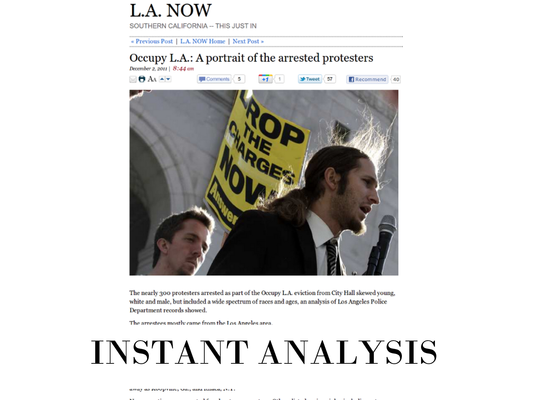 L.A. NOW
SOUTHERN CALIFORNIA -- THIS JUST IN
« Previous Post | L.A. NOW Home | Next Post »
Occupy L.A.: A portrait of the arrested protesters
December 2, 2011 | 8:44 am
AA Comments 5 +1 1 Tweet 57 Recommend 40
DROP
THE
CHARGES
NOW
Answer
The nearly 300 protesters arrested as part of the Occupy L.A. eviction from City Hall skewed young,
white and male, but included a wide spectrum of races and ages, an analysis of Los Angeles Police
Department records showed.
The arrestees mostly came from the Los Angeles area
INSTANT ANALYSIS